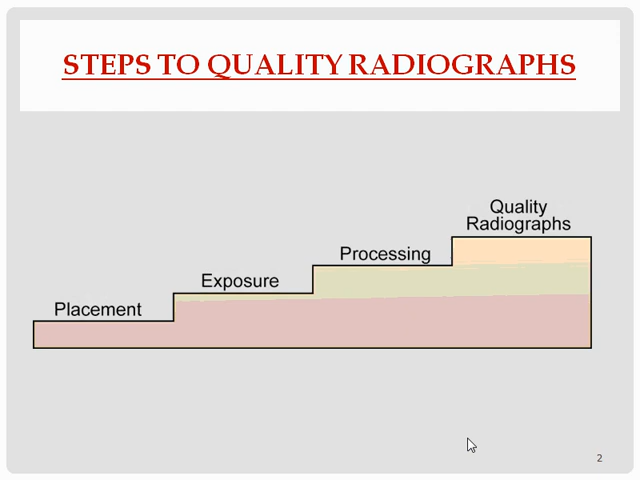 STEPS TO QUALITY RADIOGRAPHS
Quality
Radiographs
Processing
Exposure
Placement
2